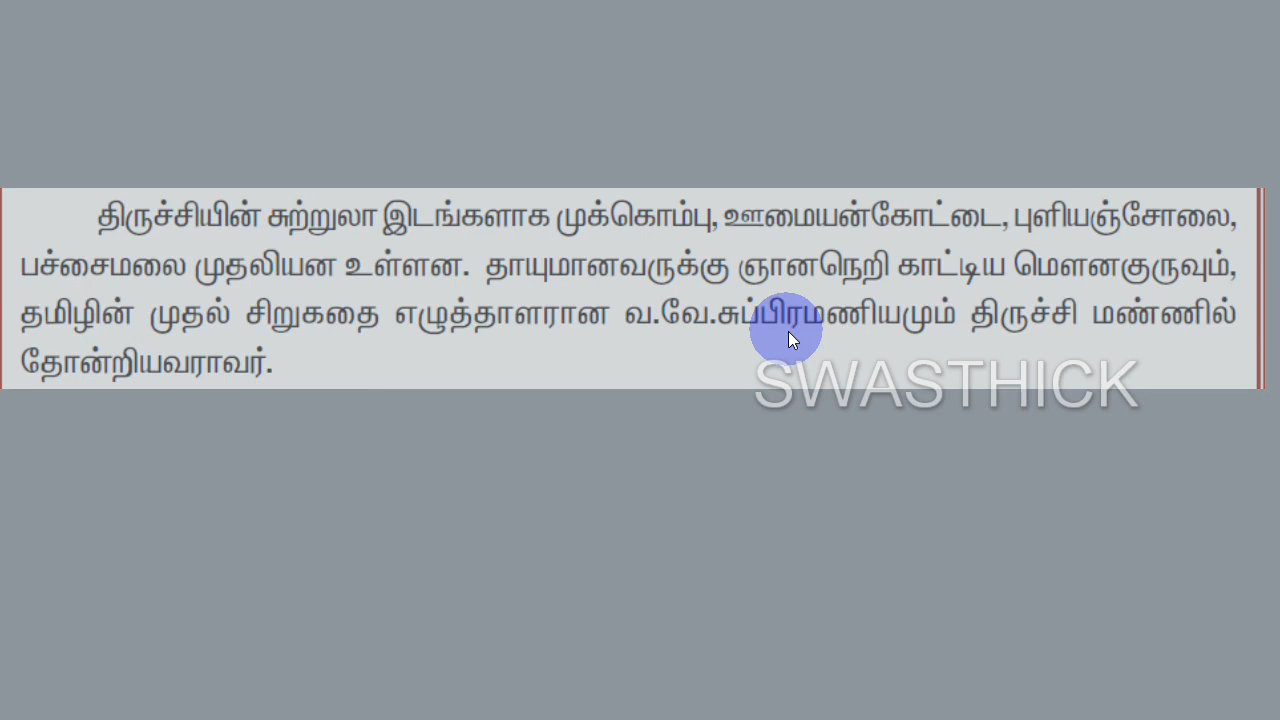 திருச்சியின் சுற்றுலா இடங்களாக முக்கொம்பு, ஊமையன்கோட்டை, புளியஞ்சோலை,
பச்சைமலை முதலியன உள்ளன. தாயுமானவருக்கு ஞானநெறி காட்டிய மௌனகுருவும்,
தமிழின் முதல் சிறுகதை எழுத்தாளரான வ.வே.சுப்பிரமணியமும் திருச்சி மண்ணில்
தோன்றியவராவர்.
SWASTHICK